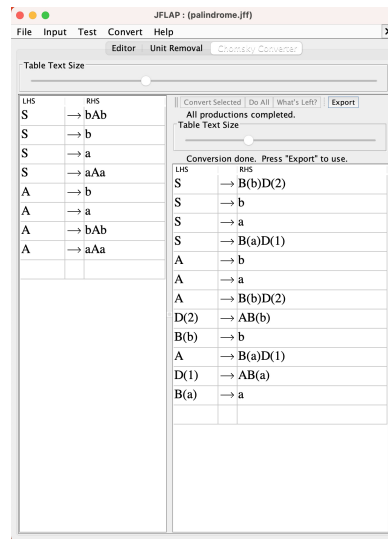 JFLAP : (palindrome.jff)
File Input Test Convert Help
Editor Unit Removal Chomsky Converter
Table Text Size
LHS RHS
S → bAb
S → b
S → a
S → aAa
A → b
A → a
A → bAb
A → aAa
Convert Selected Do All What's Left? Export
All productions completed.
Table Text Size
Conversion done. Press "Export" to use.
LHS RHS
S → B(b)D(2)
S → b
S → a
S → B(a)D(1)
A → b
A → a
A → B(b)D(2)
D(2) → AB(b)
B(b) → b
A → B(a)D(1)
D(1) → AB(a)
B(a) → a